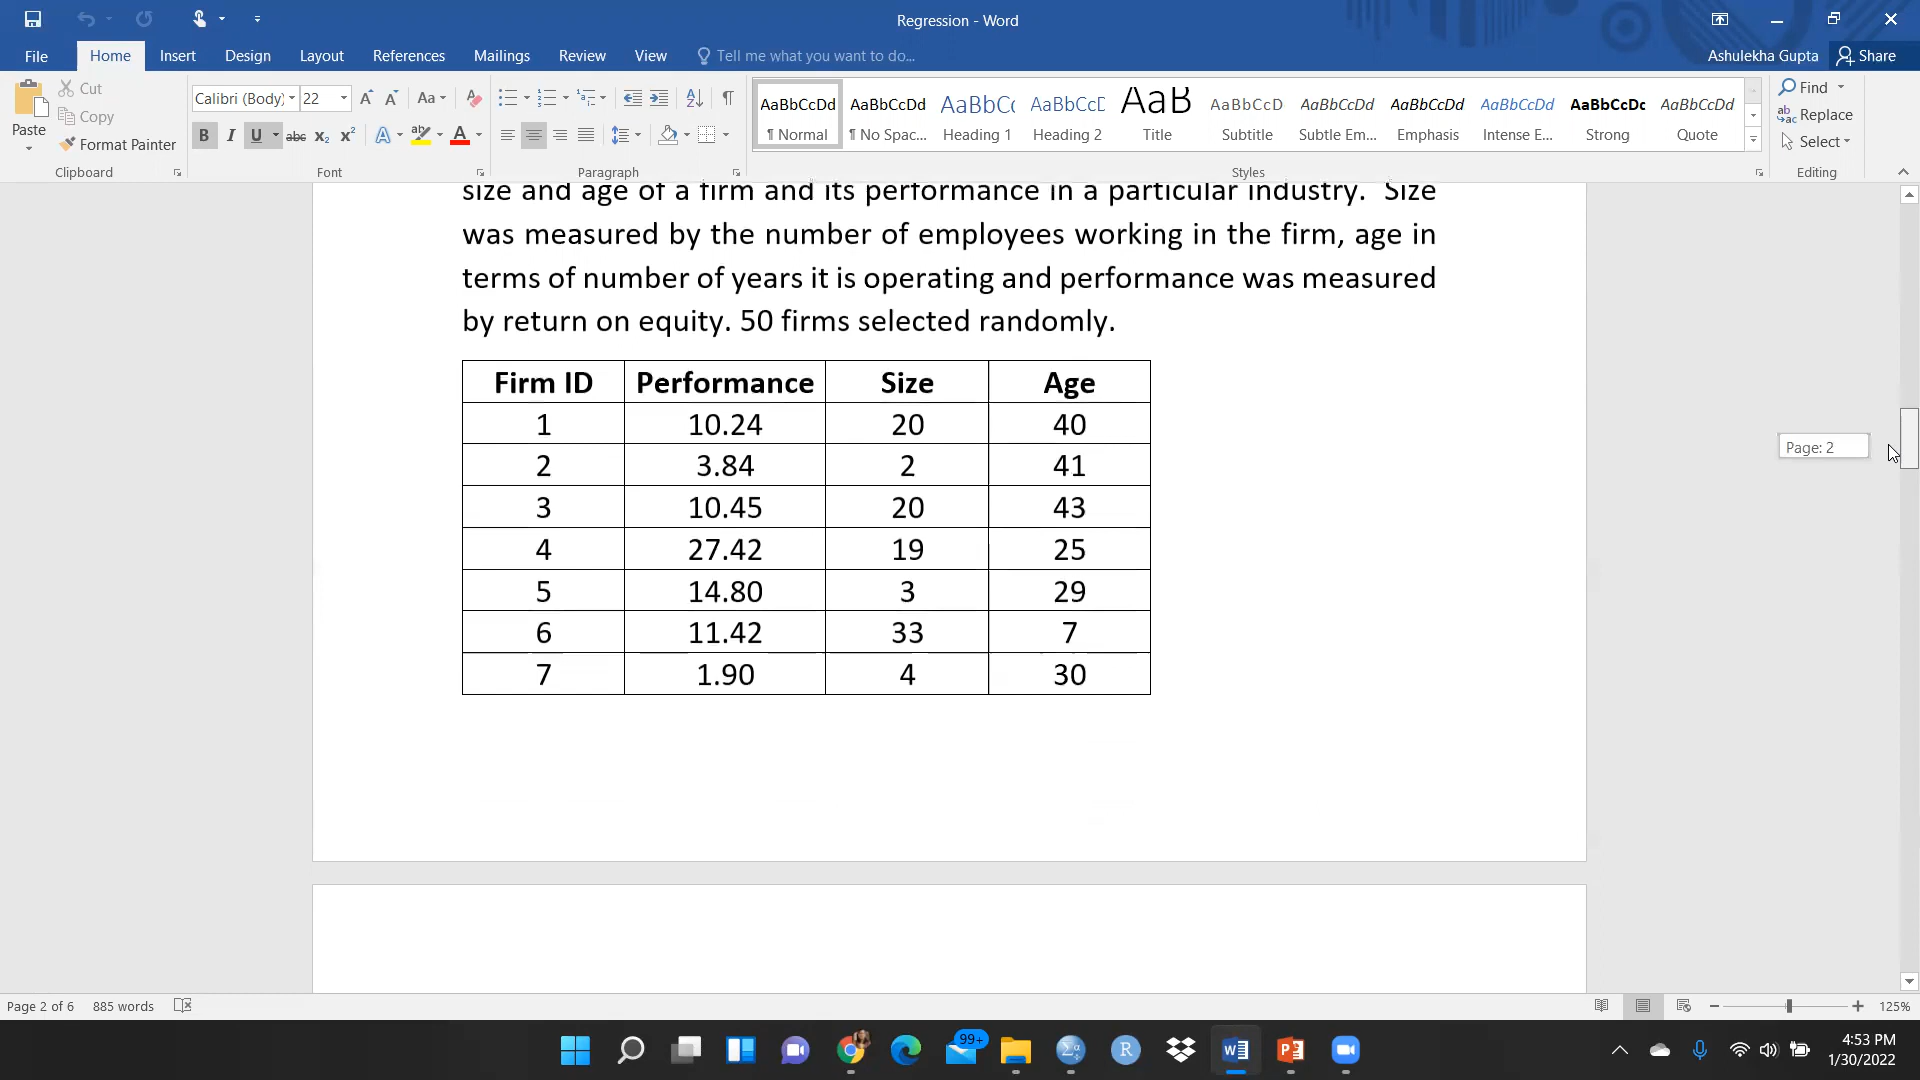 Regression - Word
File Home Insert Design Layout References Mailings Review View Tell me what you want to do... Ashulekha Gupta Share
Paste Cut Copy Format Painter Clipboard
Calibri (Body) 22 Aa
B I U abc X₂ X² A ab A Font
Paragraph
AaBbCcDd AaBbCcDd AaBbC AaBbCcE AaB AaBbCcD AaBbCcDd AaBbCcDd AaBbCcDd AaBbCcDc AaBbCcDd
¶ Normal ¶ No Spac... Heading 1 Heading 2 Title Subtitle Subtle Em... Emphasis Intense E... Strong Quote
Styles
Find Replace Select Editing
size and age of a firm and its performance in a particular industry. Size
was measured by the number of employees working in the firm, age in
terms of number of years it is operating and performance was measured
by return on equity. 50 firms selected randomly.
Firm ID Performance Size Age
1 10.24 20 40
2 3.84 2 41
3 10.45 20 43
4 27.42 19 25
5 14.80 3 29
6 11.42 33 7
7 1.90 4 30
Page: 2
Page 2 of 6 885 words 125%
99+
4:53 PM
1/30/2022